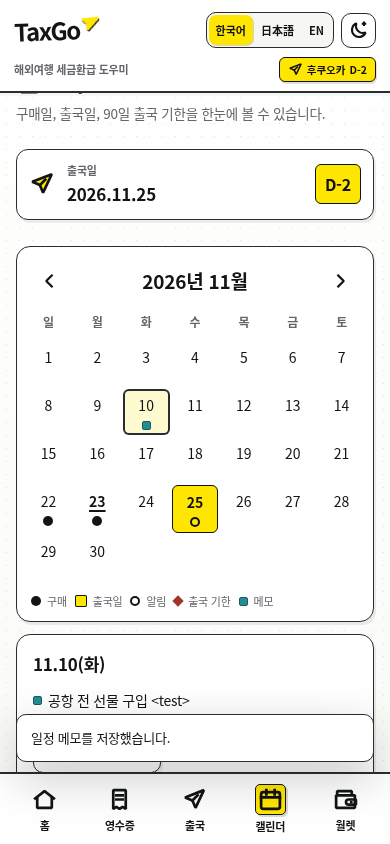 TaxGo
한국어 日本語 EN
해외여행 세금환급 도우미
후쿠오카 D-2
구매일, 출국일, 90일 출국 기한을 한눈에 볼 수 있습니다.
출국일
2026.11.25
D-2
2026년 11월
일 월 화 수 목 금 토
1 2 3 4 5 6 7
8 9 10 11 12 13 14
15 16 17 18 19 20 21
22 23 24 25 26 27 28
29 30
구매 출국일 알림 출국 기한 메모
11.10(화)
공항 전 선물 구입 <test>
일정 메모를 저장했습니다.
홈 영수증 출국 캘린더 월렛